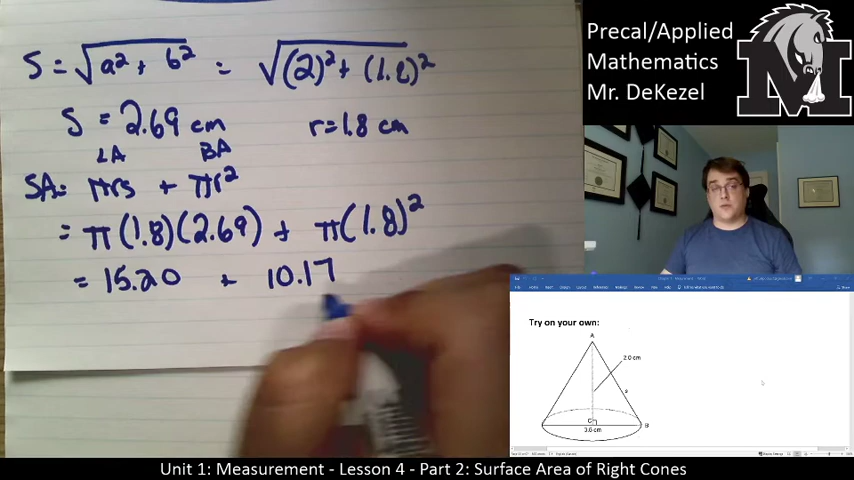 S = √a² + b² = √(2)² + (1.8)²
S = 2.69 cm r = 1.8 cm
LA BA
SA = πrs + πr²
= π(1.8)(2.69) + π(1.8)²
= 15.20 + 10.17
Precal/Applied
Mathematics
Mr. DeKezel
M
Try on your own:
A
2.0 cm
s
C
B
3.6 cm
Unit 1: Measurement - Lesson 4 - Part 2: Surface Area of Right Cones